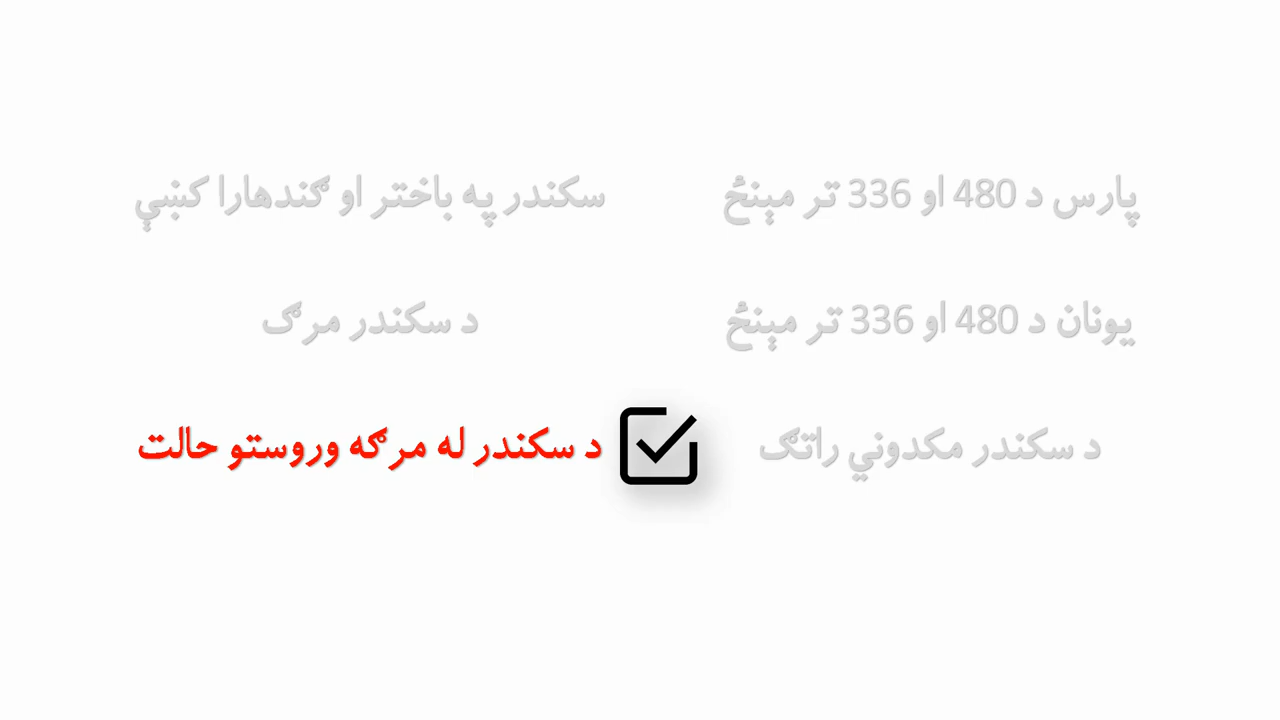 پارس د 480 او 336 تر مېنځ
سکندر په باختر او ګندهارا کښې
یونان د 480 او 336 تر مېنځ
د سکندر مرګ
د سکندر مکدوني راتګ
د سکندر له مرګه وروستو حالت